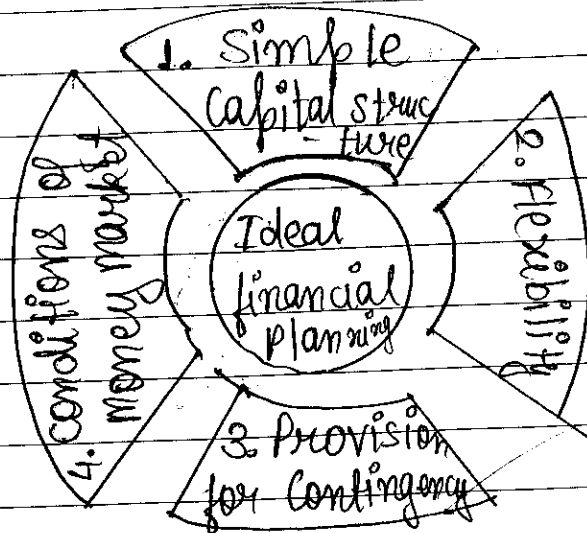 1. Simple
Capital struc
- ture
2. Flexibility
3. Provision
for Contingency
4. Conditions of
money market
Ideal
financial
Planning